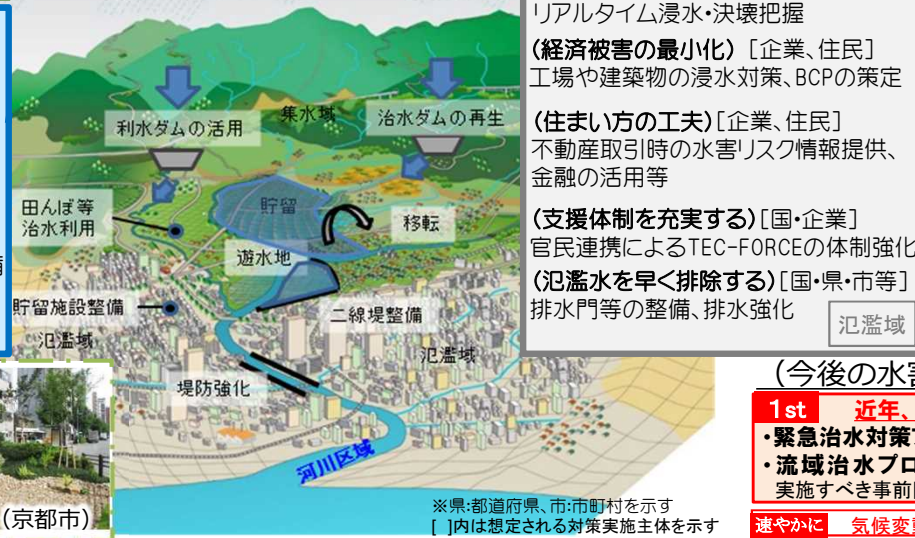 利水ダムの活用
集水域
治水ダムの再生
田んぼ等
治水利用
貯留
移転
遊水地
貯留施設整備
二線堤整備
氾濫域
氾濫域
堤防強化
河川区域
(京都市)
※県:都道府県、市:市町村を示す
[ ]内は想定される対策実施主体を示す
リアルタイム浸水・決壊把握
(経済被害の最小化) [企業、住民]
工場や建築物の浸水対策、BCPの策定
(住まい方の工夫)[企業、住民]
不動産取引時の水害リスク情報提供、
金融の活用等
(支援体制を充実する)[国・企業]
官民連携によるTEC-FORCEの体制強化
(氾濫水を早く排除する)[国・県・市等]
排水門等の整備、排水強化
氾濫域
(今後の水害
1st 近年、
・緊急治水対策
・流域治水プロ
実施すべき事前
速やかに 気候変動